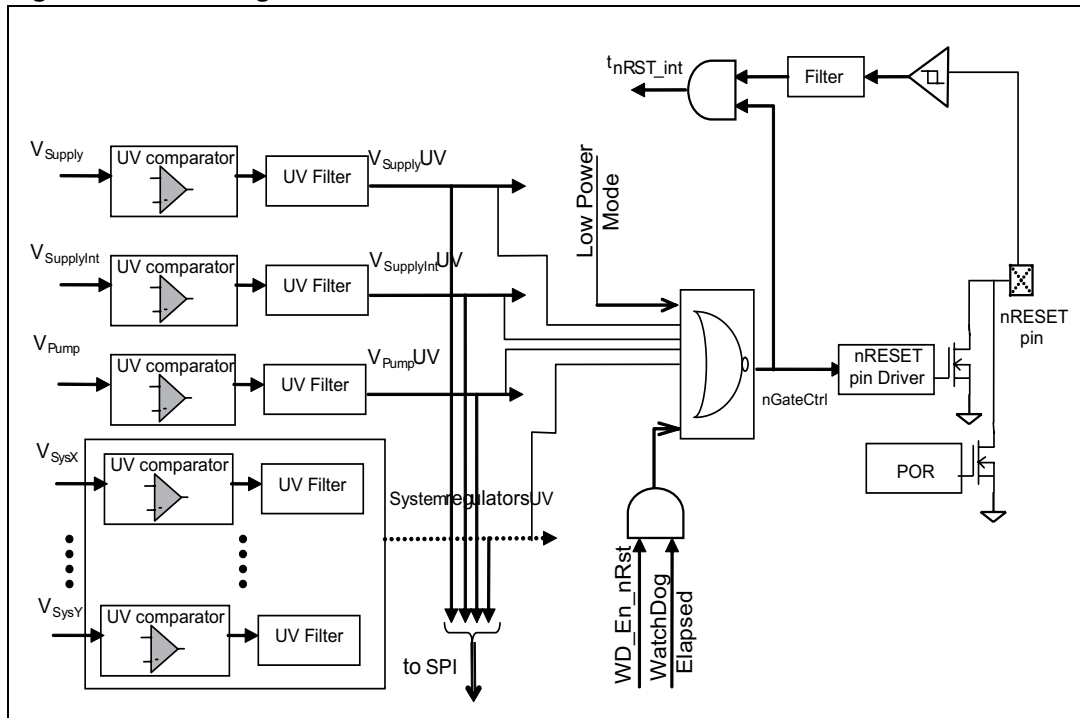 tnRST_int
Filter
VSupply
UV comparator
UV Filter
VSupplyUV
Low Power
Mode
VSupplyInt
UV comparator
UV Filter
VSupplyIntUV
nRESET
pin
VPump
UV comparator
UV Filter
VPumpUV
nRESET
pin Driver
nGateCtrl
VSysX
UV comparator
UV Filter
SystemregulatorsUV
POR
WD_En_nRst
WatchDog
Elapsed
VSysY
UV comparator
UV Filter
to SPI